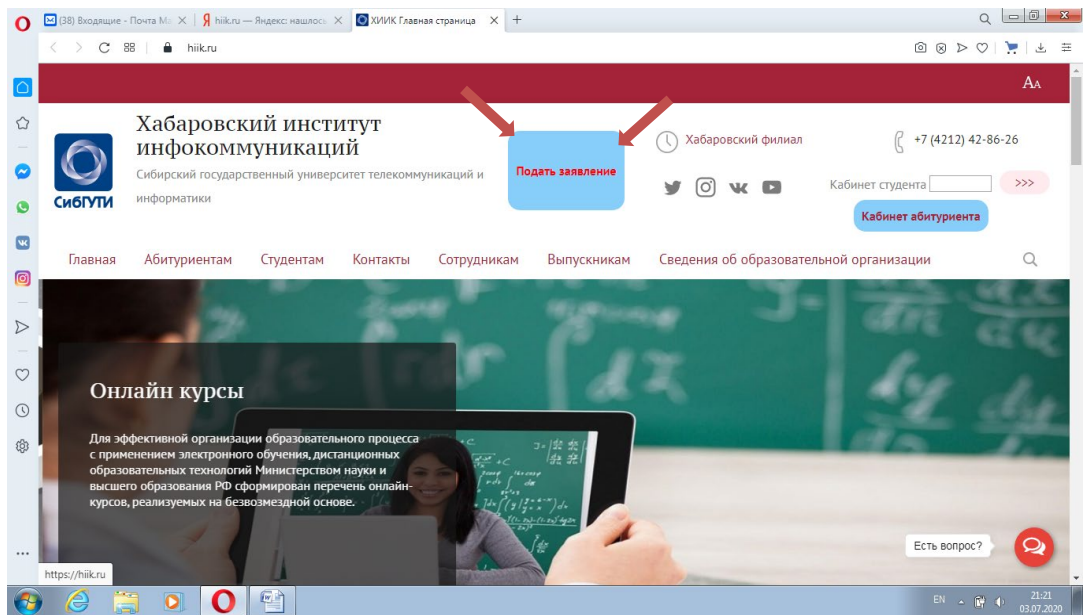 (38) Входящие - Почта Ma
hiik.ru — Яндекс: нашлось
ХИИК Главная страница
hiik.ru
AA
Хабаровский институт
инфокоммуникаций
Сибирский государственный университет телекоммуникаций и
информатики
СибГУТИ
Подать заявление
Хабаровский филиал
+7 (4212) 42-86-26
Кабинет студента
>>>
Кабинет абитуриента
Главная Абитуриентам Студентам Контакты Сотрудникам Выпускникам Сведения об образовательной организации
Онлайн курсы
Для эффективной организации образовательного процесса
с применением электронного обучения, дистанционных
образовательных технологий Министерством науки и
высшего образования РФ сформирован перечень онлайн-
курсов, реализуемых на безвозмездной основе.
Есть вопрос?
https://hiik.ru
EN
21:21
03.07.2020